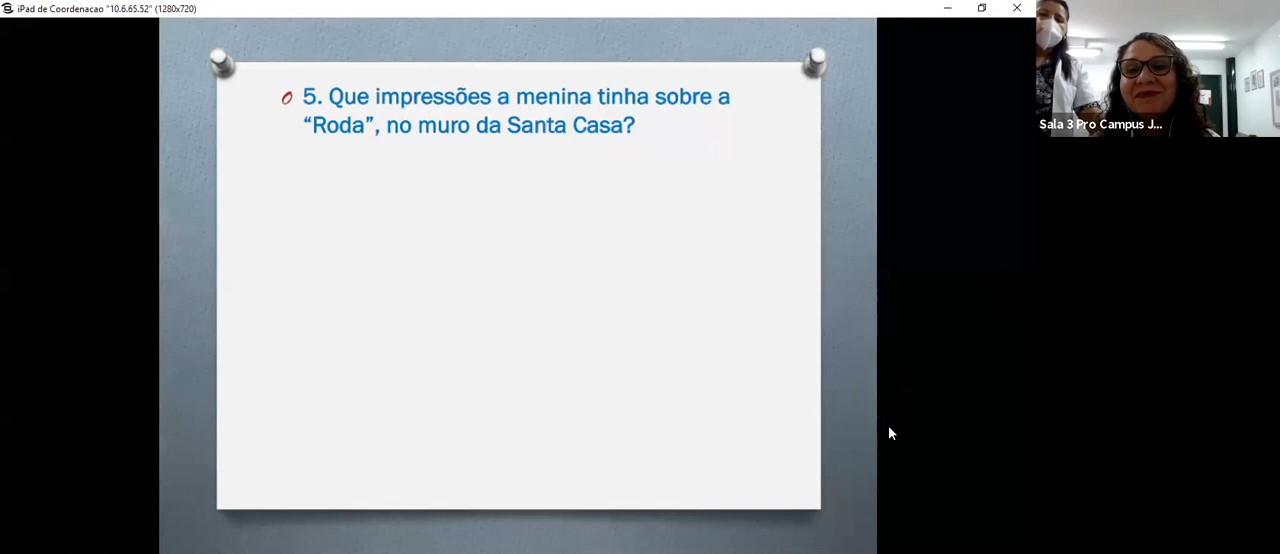 iPad de Coordenacao "10.6.65.52" (1280x720)
5. Que impressões a menina tinha sobre a
“Roda”, no muro da Santa Casa?
Sala 3 Pro Campus J...